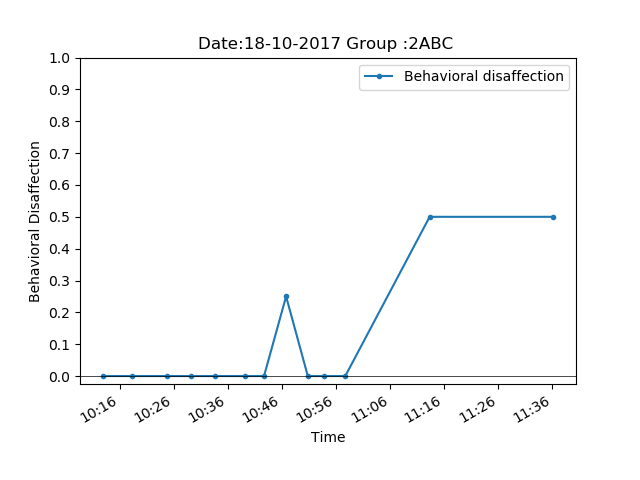 Date:18-10-2017 Group :2ABC
Behavioral disaffection
Behavioral Disaffection
1.0
0.9
0.8
0.7
0.6
0.5
0.4
0.3
0.2
0.1
0.0
10:16 10:26 10:36 10:46 10:56 11:06 11:16 11:26 11:36
Time